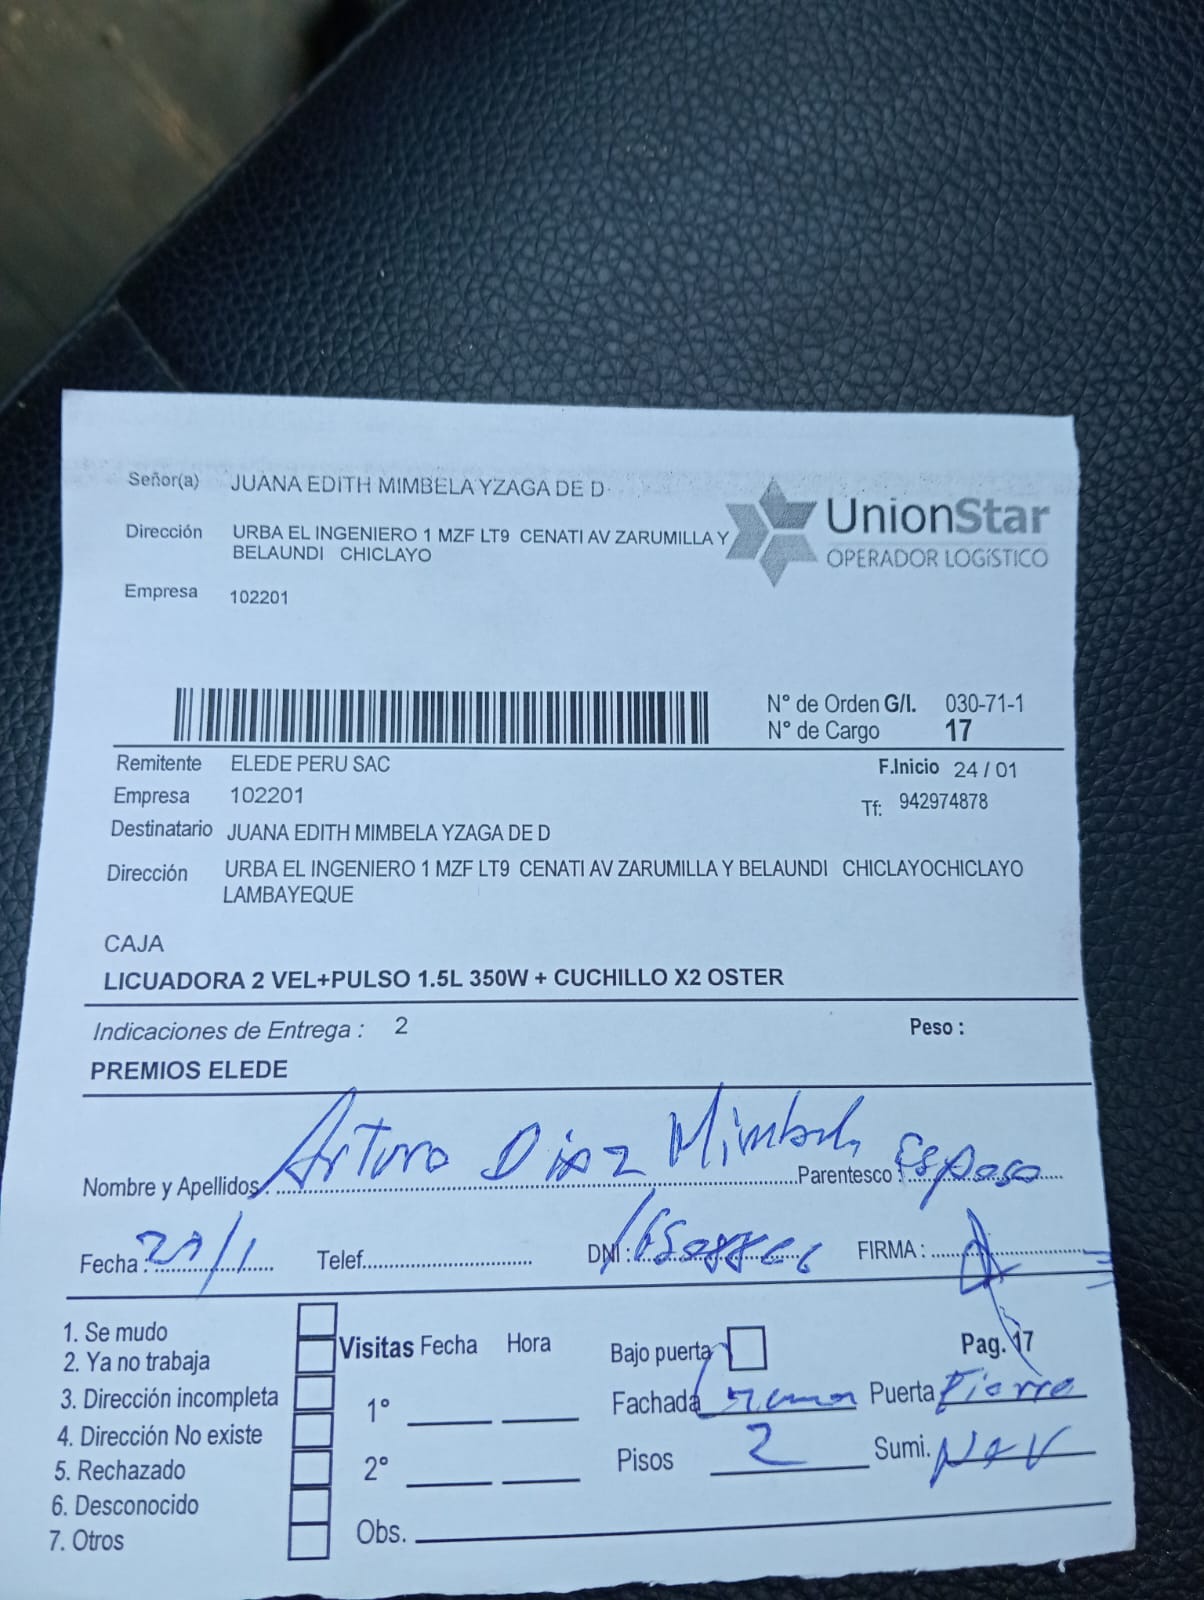 Señor(a) JUANA EDITH MIMBELA YZAGA DE D
Dirección URBA EL INGENIERO 1 MZF LT9 CENATI AV ZARUMILLA Y
BELAUNDI CHICLAYO
UnionStar
OPERADOR LOGÍSTICO
Empresa 102201
N° de Orden G/I. 030-71-1
N° de Cargo 17
Remitente ELEDE PERU SAC
F.Inicio 24 / 01
Empresa 102201
Tf: 942974878
Destinatario JUANA EDITH MIMBELA YZAGA DE D
Dirección URBA EL INGENIERO 1 MZF LT9 CENATI AV ZARUMILLA Y BELAUNDI CHICLAYOCHICLAYO
LAMBAYEQUE
CAJA
LICUADORA 2 VEL+PULSO 1.5L 350W + CUCHILLO X2 OSTER
Indicaciones de Entrega : 2 Peso :
PREMIOS ELEDE
Nombre y Apellidos: Arturo Diaz Mimbela Parentesco : Esposo
Fecha : Telef. DNI : FIRMA :
1. Se mudo
2. Ya no trabaja
3. Dirección incompleta
4. Dirección No existe
5. Rechazado
6. Desconocido
7. Otros
Visitas Fecha Hora
1°
2°
Obs.
Bajo puerta Pag. 17
Fachada Crema Puerta Fierro
Pisos 2 Sumi.